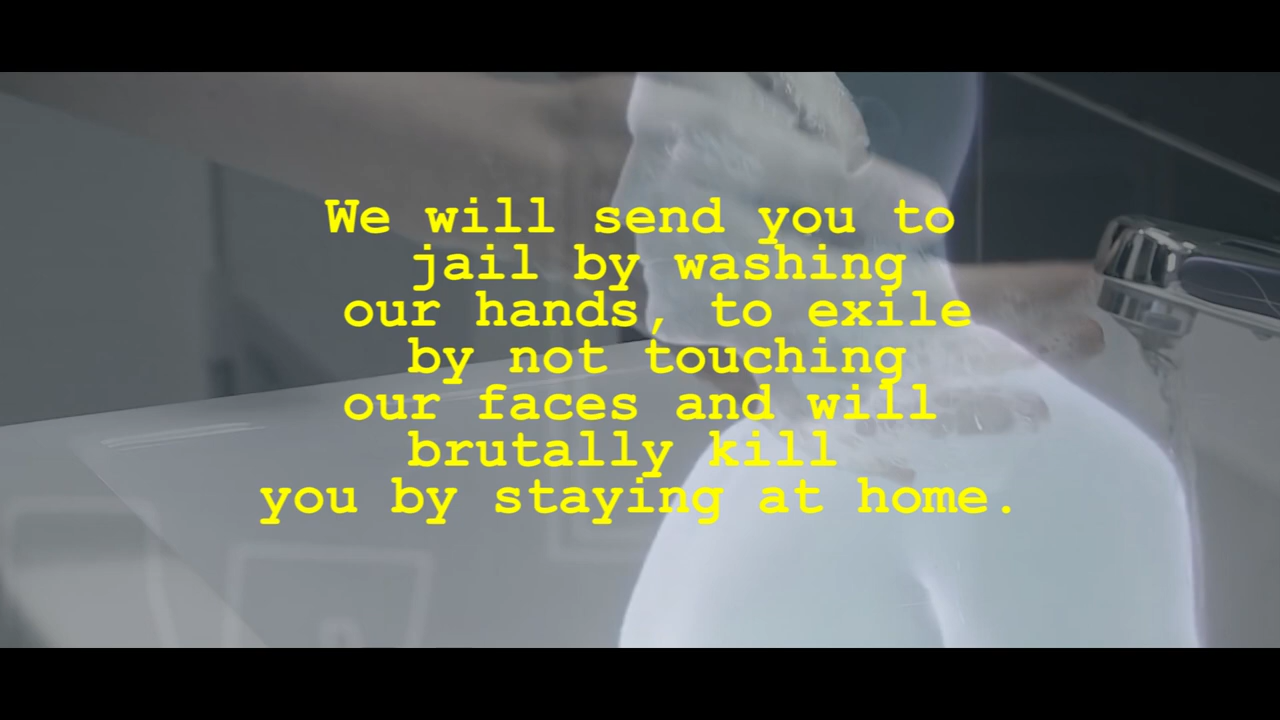 We will send you to
jail by washing
our hands, to exile
by not touching
our faces and will
brutally kill
you by staying at home.